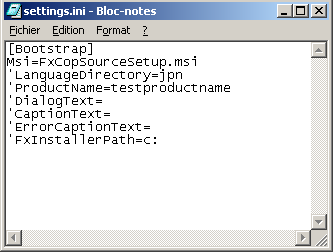 settings.ini - Bloc-notes
Fichier Edition Format ?
[Bootstrap]
Msi=FxCopSourceSetup.msi
'LanguageDirectory=jpn
'ProductName=testproductname
'DialogText=
'CaptionText=
'ErrorCaptionText=
'FxInstallerPath=c: